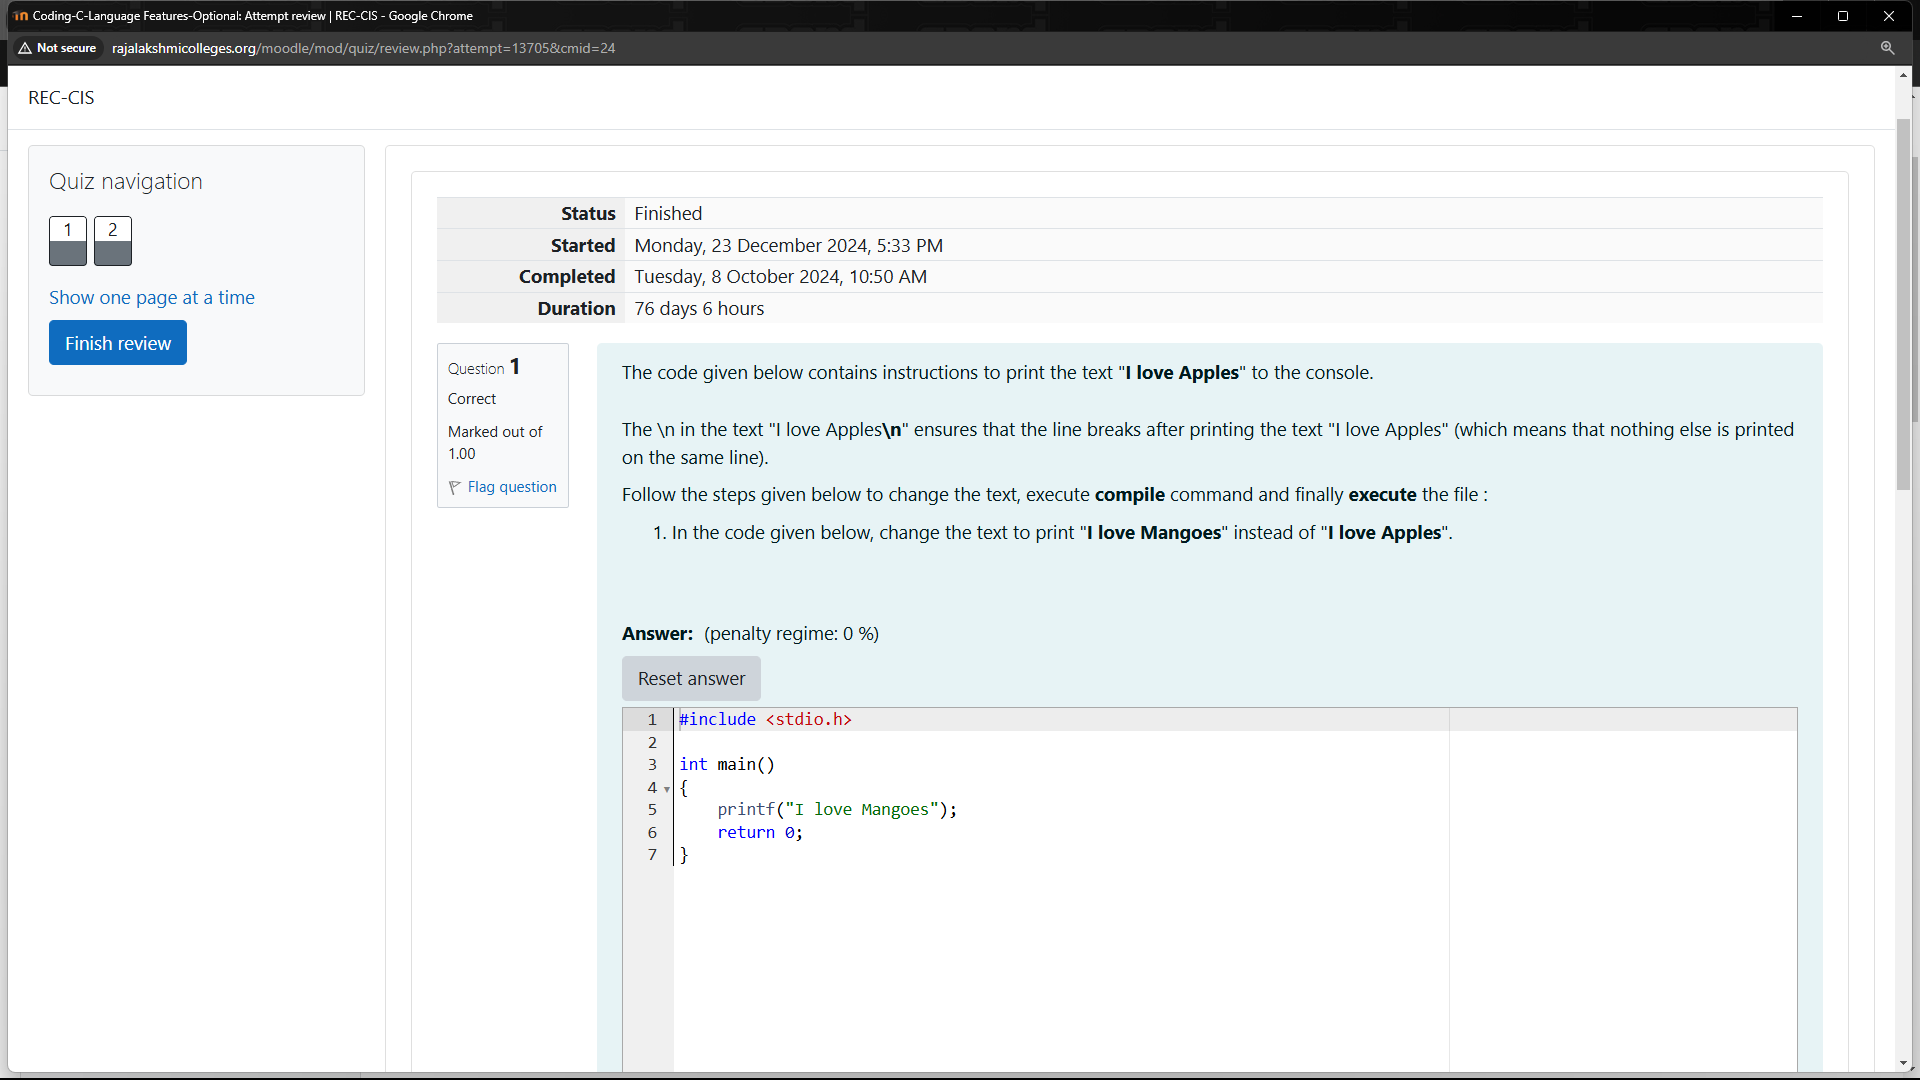 Coding-C-Language Features-Optional: Attempt review | REC-CIS - Google Chrome
Not secure rajalakshmicolleges.org/moodle/mod/quiz/review.php?attempt=13705&cmid=24
REC-CIS
Quiz navigation
1 2
Show one page at a time
Finish review
Status Finished
Started Monday, 23 December 2024, 5:33 PM
Completed Tuesday, 8 October 2024, 10:50 AM
Duration 76 days 6 hours
Question 1
Correct
Marked out of
1.00
Flag question
The code given below contains instructions to print the text "I love Apples" to the console.
The \n in the text "I love Apples\n" ensures that the line breaks after printing the text "I love Apples" (which means that nothing else is printed
on the same line).
Follow the steps given below to change the text, execute compile command and finally execute the file :
1. In the code given below, change the text to print "I love Mangoes" instead of "I love Apples".
Answer: (penalty regime: 0 %)
Reset answer
1 #include <stdio.h>
2
3 int main()
4 {
5 printf("I love Mangoes");
6 return 0;
7 }